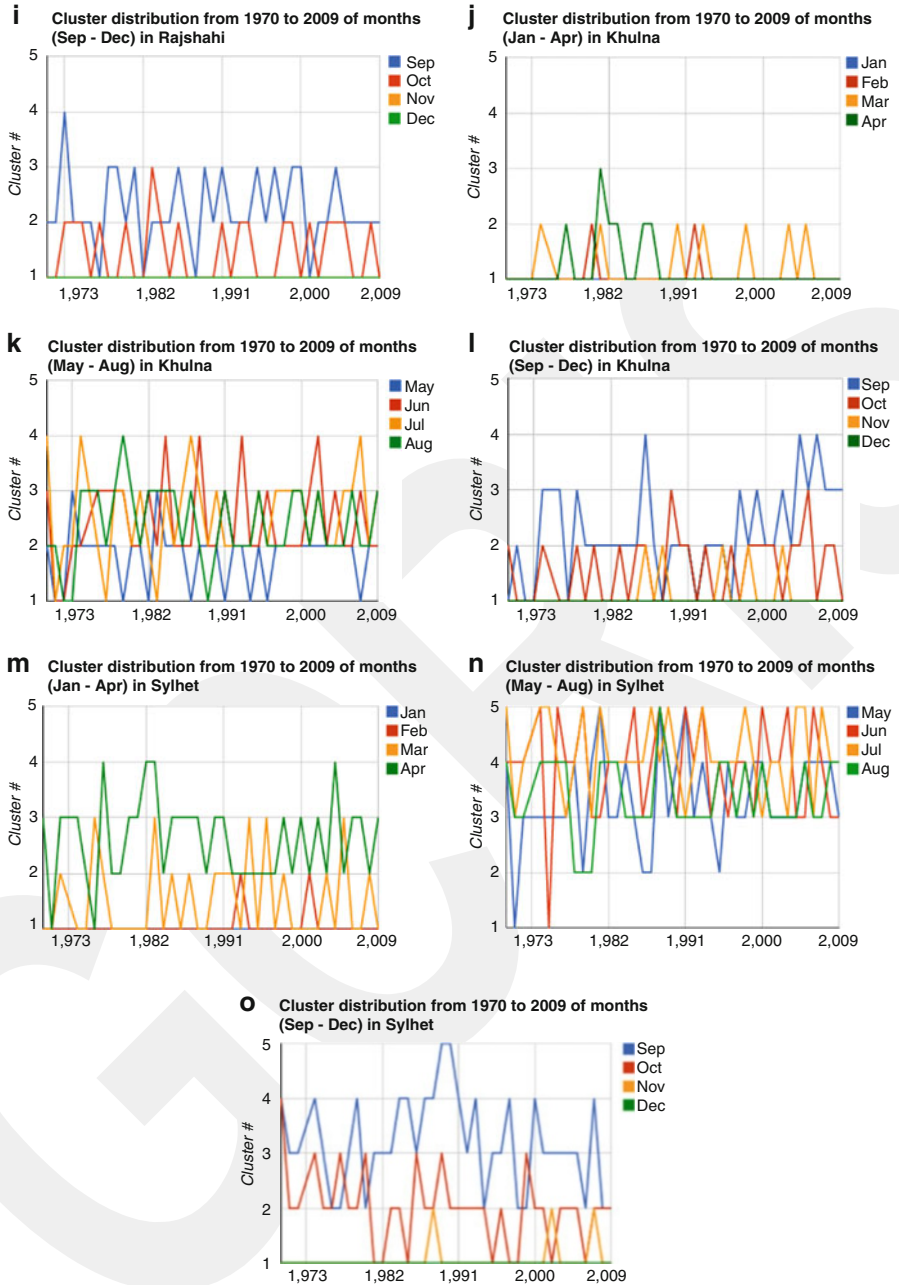 i Cluster distribution from 1970 to 2009 of months
(Sep - Dec) in Rajshahi
5
4
3
2
1
Cluster #
1,973 1,982 1,991 2,000 2,009
Sep
Oct
Nov
Dec
j Cluster distribution from 1970 to 2009 of months
(Jan - Apr) in Khulna
5
4
3
2
1
Cluster #
1,973 1,982 1,991 2,000 2,009
Jan
Feb
Mar
Apr
k Cluster distribution from 1970 to 2009 of months
(May - Aug) in Khulna
5
4
3
2
1
Cluster #
1,973 1,982 1,991 2,000 2,009
May
Jun
Jul
Aug
l Cluster distribution from 1970 to 2009 of months
(Sep - Dec) in Khulna
5
4
3
2
1
Cluster #
1,973 1,982 1,991 2,000 2,009
Sep
Oct
Nov
Dec
m Cluster distribution from 1970 to 2009 of months
(Jan - Apr) in Sylhet
5
4
3
2
1
Cluster #
1,973 1,982 1,991 2,000 2,009
Jan
Feb
Mar
Apr
n Cluster distribution from 1970 to 2009 of months
(May - Aug) in Sylhet
5
4
3
2
1
Cluster #
1,973 1,982 1,991 2,000 2,009
May
Jun
Jul
Aug
o Cluster distribution from 1970 to 2009 of months
(Sep - Dec) in Sylhet
5
4
3
2
1
Cluster #
1,973 1,982 1,991 2,000 2,009
Sep
Oct
Nov
Dec